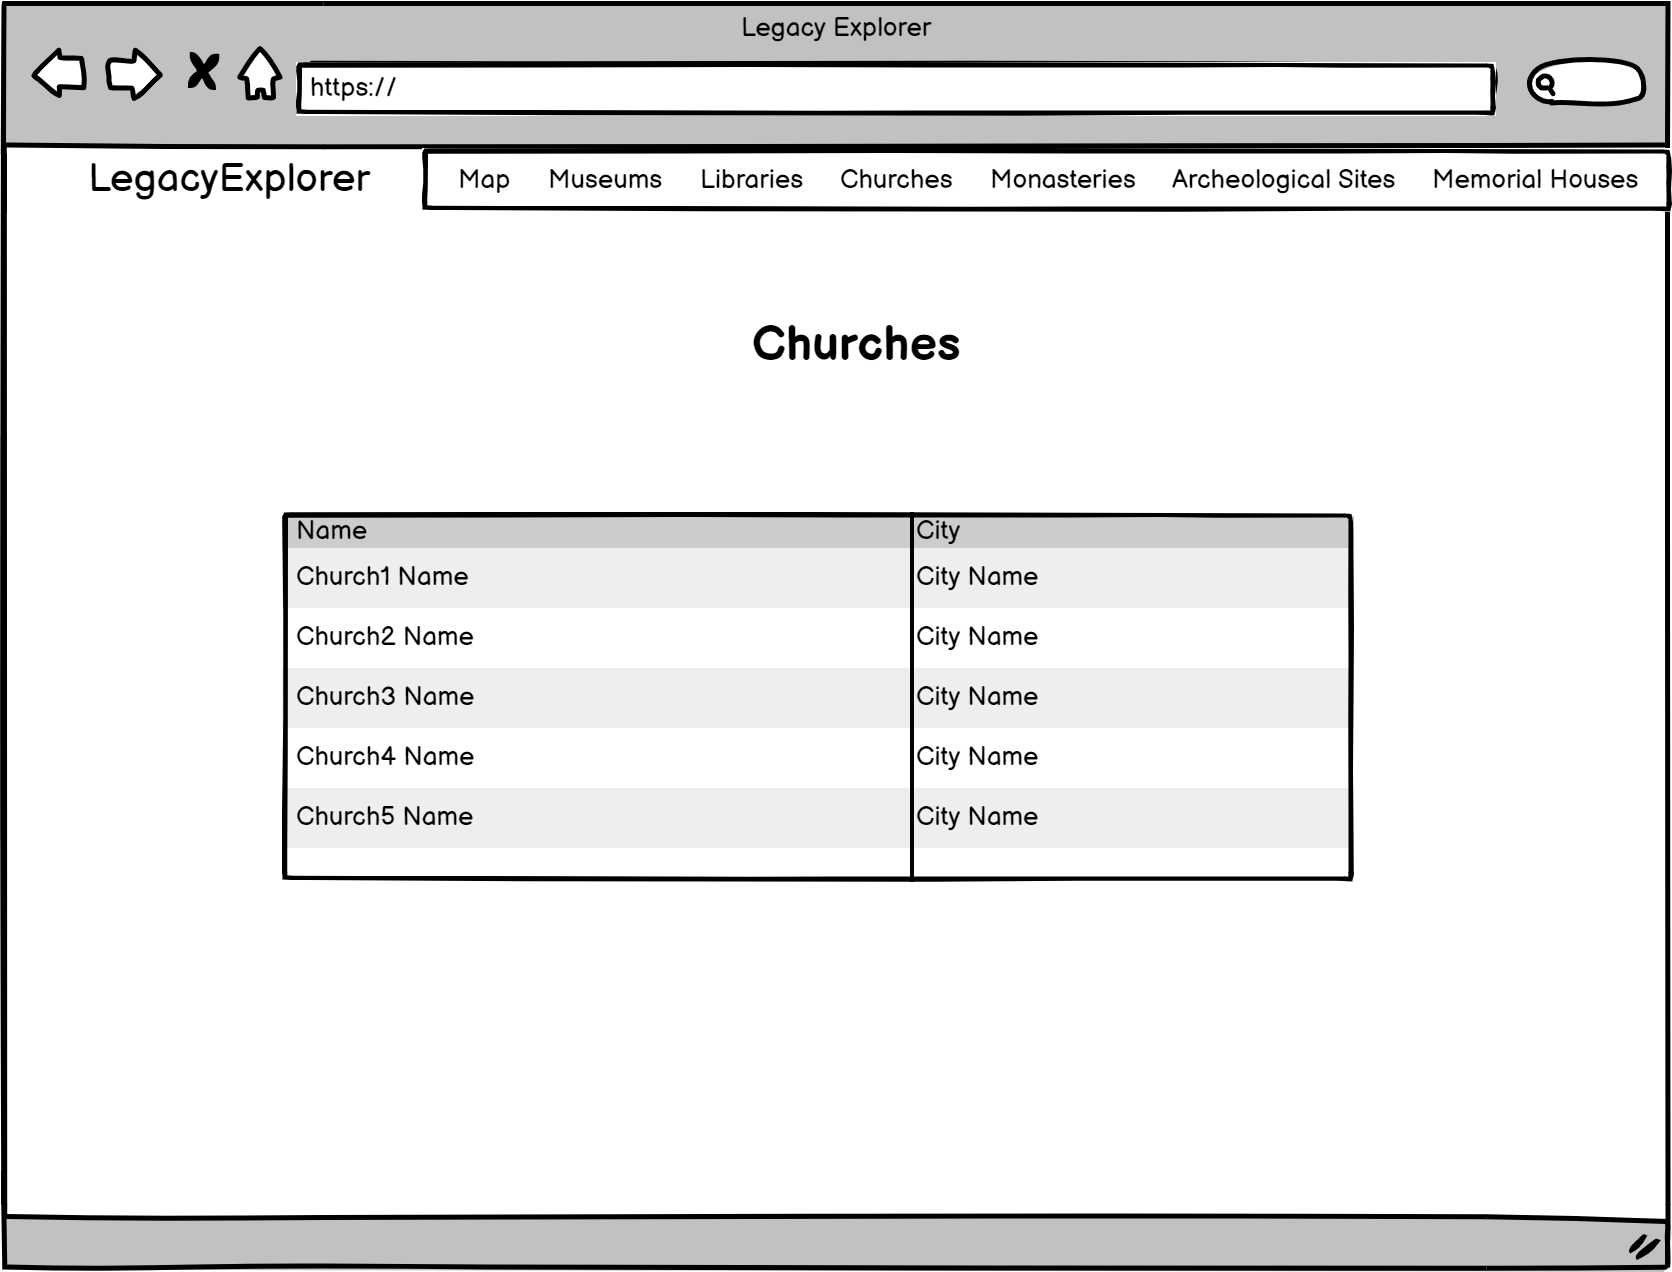 Legacy Explorer
https://
LegacyExplorer
Map Museums Libraries Churches Monasteries Archeological Sites Memorial Houses
Churches
Name City
Church1 Name City Name
Church2 Name City Name
Church3 Name City Name
Church4 Name City Name
Church5 Name City Name